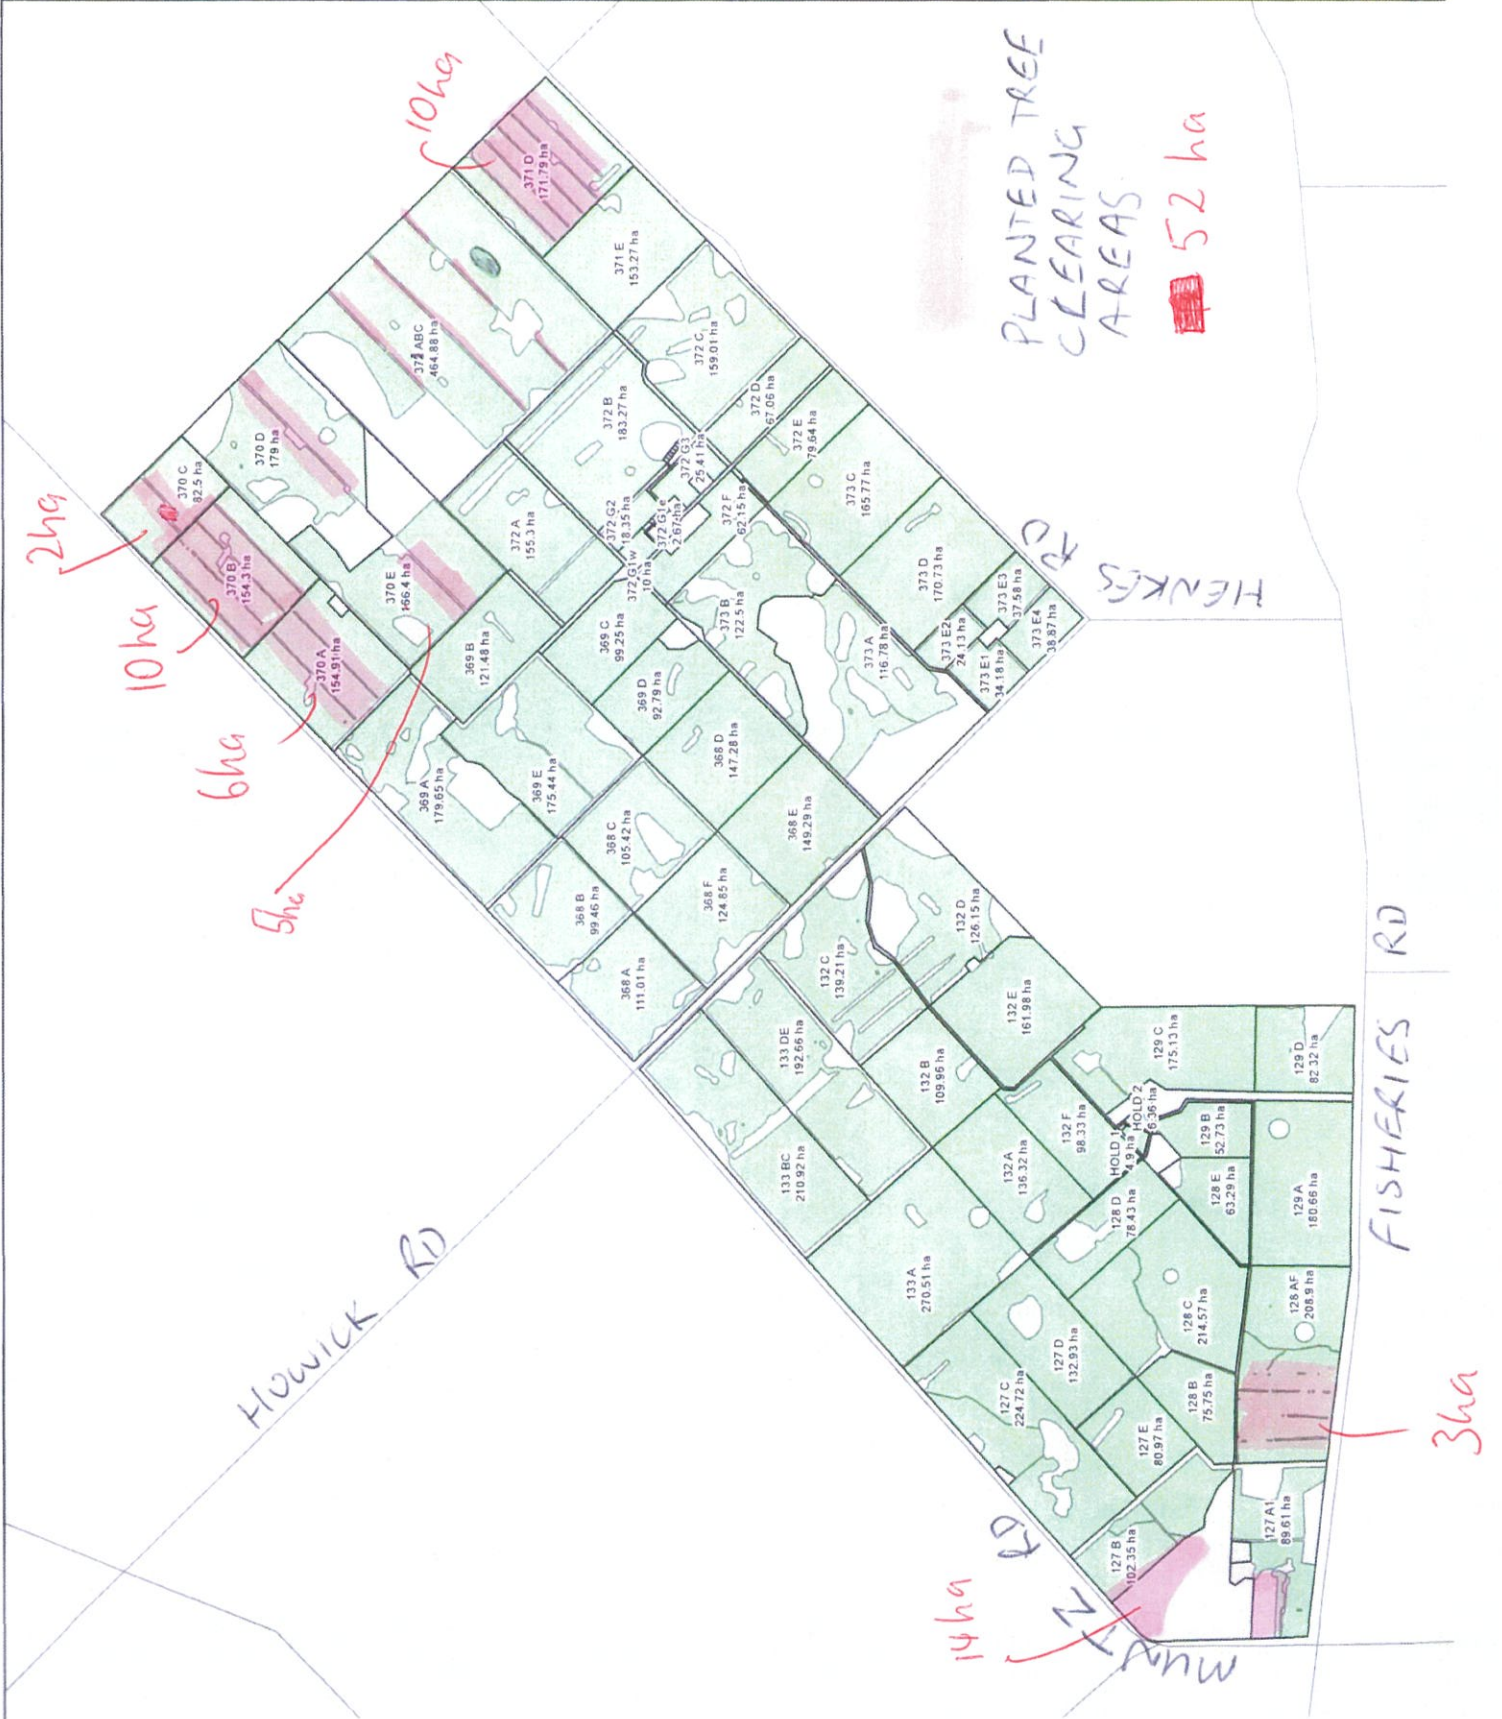 10ha
2ha
10ha
6ha
5ha
PLANTED TREE
CLEARING
AREAS.
52 ha
371 D
171.79 ha
371 E
153.27 ha
464.88 ha
372 C
159.01 ha
370 C
82.5 ha
370 D
179 ha
370 B
154.3 ha
370 A
154.91 ha
370 E
166.4 ha
372 A
155.3 ha
372 B
183.27 ha
372 D
67.06 ha
372 E
79.64 ha
372 G3
25.41 ha
372 G2
18.35 ha
372 G1e
2.67 ha
372 G1w
10 ha
372 F
62.15 ha
373 C
165.77 ha
373 D
170.73 ha
373 B
122.5 ha
373 A
116.78 ha
373 E2
24.13 ha
373 E3
37.58 ha
373 E1
34.18 ha
373 E4
38.87 ha
HENKES RD
369 B
121.48 ha
369 C
99.25 ha
369 D
92.79 ha
369 A
179.65 ha
369 E
175.44 ha
368 D
147.28 ha
368 C
105.42 ha
368 E
149.29 ha
368 B
99.46 ha
368 F
124.85 ha
368 A
111.01 ha
132 D
126.15 ha
132 C
139.21 ha
132 E
161.98 ha
133 DE
192.66 ha
132 B
109.96 ha
129 C
175.13 ha
129 D
82.32 ha
133 BC
210.92 ha
132 A
136.32 ha
132 F
98.33 ha
HOLD 1
4.9 ha
HOLD 2
6.36 ha
129 B
52.73 ha
128 E
63.29 ha
129 A
180.66 ha
128 D
78.43 ha
133 A
270.51 ha
128 C
214.57 ha
128 AF
208.9 ha
127 D
132.93 ha
127 C
224.72 ha
128 B
75.75 ha
127 E
80.97 ha
127 B
102.35 ha
127 A1
89.61 ha
HOWICK RD
FISHERIES RD
MUNTZ RD
14ha
3ha